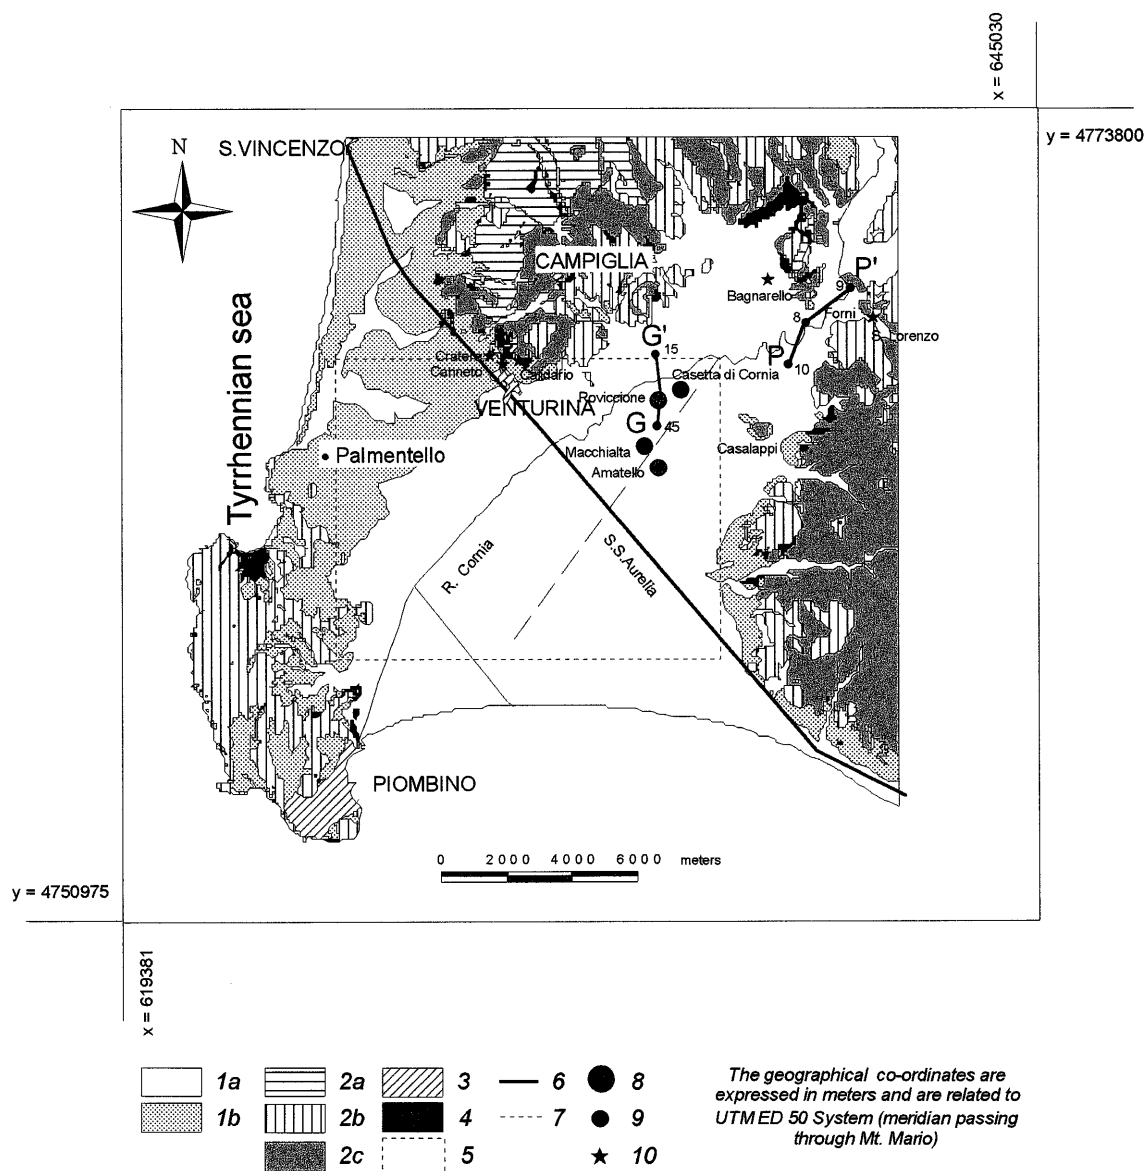 x = 645030
y = 4773800
N
S.VINCENZO
CAMPIGLIA
P'
9
Bagnarello
8
Forni
S. Lorenzo
G'
15
P
10
Canneto
Caldario
Casetta di Cornia
Roviccione
VENTURINA
G
45
Macchialta
Casalappi
Amatello
Palmentello
Tyrrhennian sea
R. Cornia
S.S.Aurelia
PIOMBINO
0 2000 4000 6000 meters
y = 4750975
x = 619381
1a 2a 3 6 8
1b 2b 4 7 9
2c 5 10
The geographical co-ordinates are
expressed in meters and are related to
UTM ED 50 System (meridian passing
through Mt. Mario)